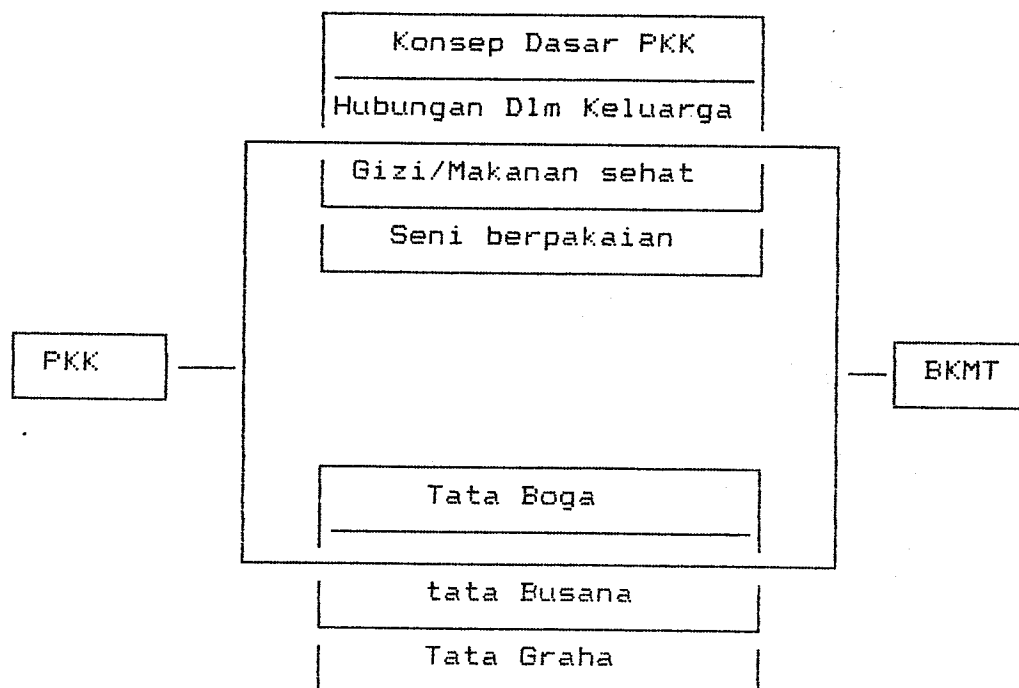 Konsep Dasar PKK
Hubungan Dlm Keluarga
Gizi/Makanan sehat
Seni berpakaian
PKK
BKMT
Tata Boga
tata Busana
Tata Graha